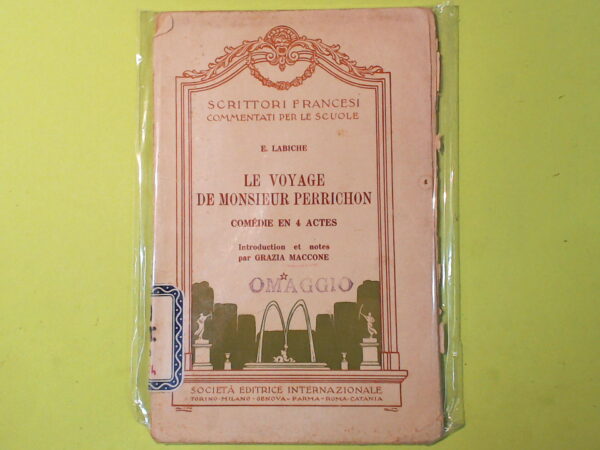 SCRITTORI FRANCESI
COMMENTATI PER LE SCUOLE
E. LABICHE
LE VOYAGE
DE MONSIEUR PERRICHON
COMÉDIE EN 4 ACTES
Introduction et notes
par GRAZIA MACCONE
OMAGGIO
SOCIETÀ EDITRICE INTERNAZIONALE
TORINO-MILANO-GENOVA-PARMA-ROMA-CATANIA